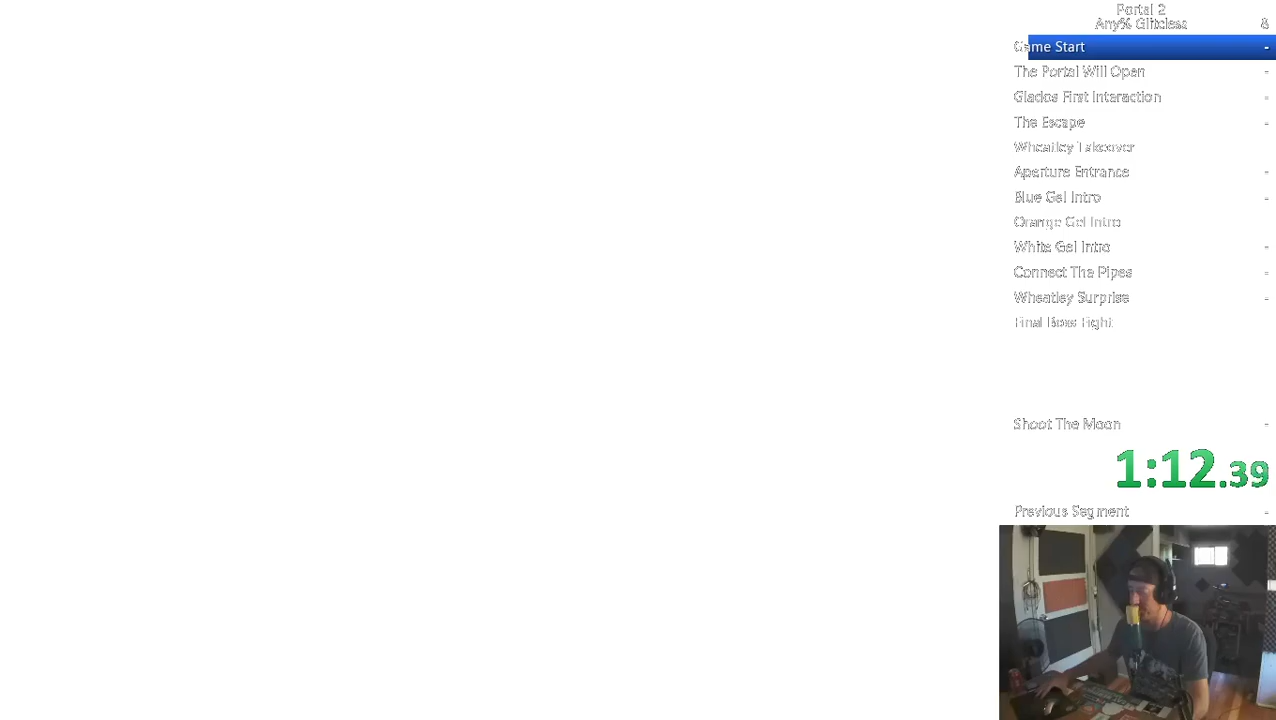 Portal 2
Any% Glitcless 8
Game Start -
The Portal Will Open -
Glados First Interaction -
The Escape -
Wheatley Takeover
Aperture Entrance -
Blue Gel Intro -
Orange Gel Intro
White Gel Intro -
Connect The Pipes -
Wheatley Surprise -
Final Boss Fight
Shoot The Moon -
1:12.39
Previous Segment -